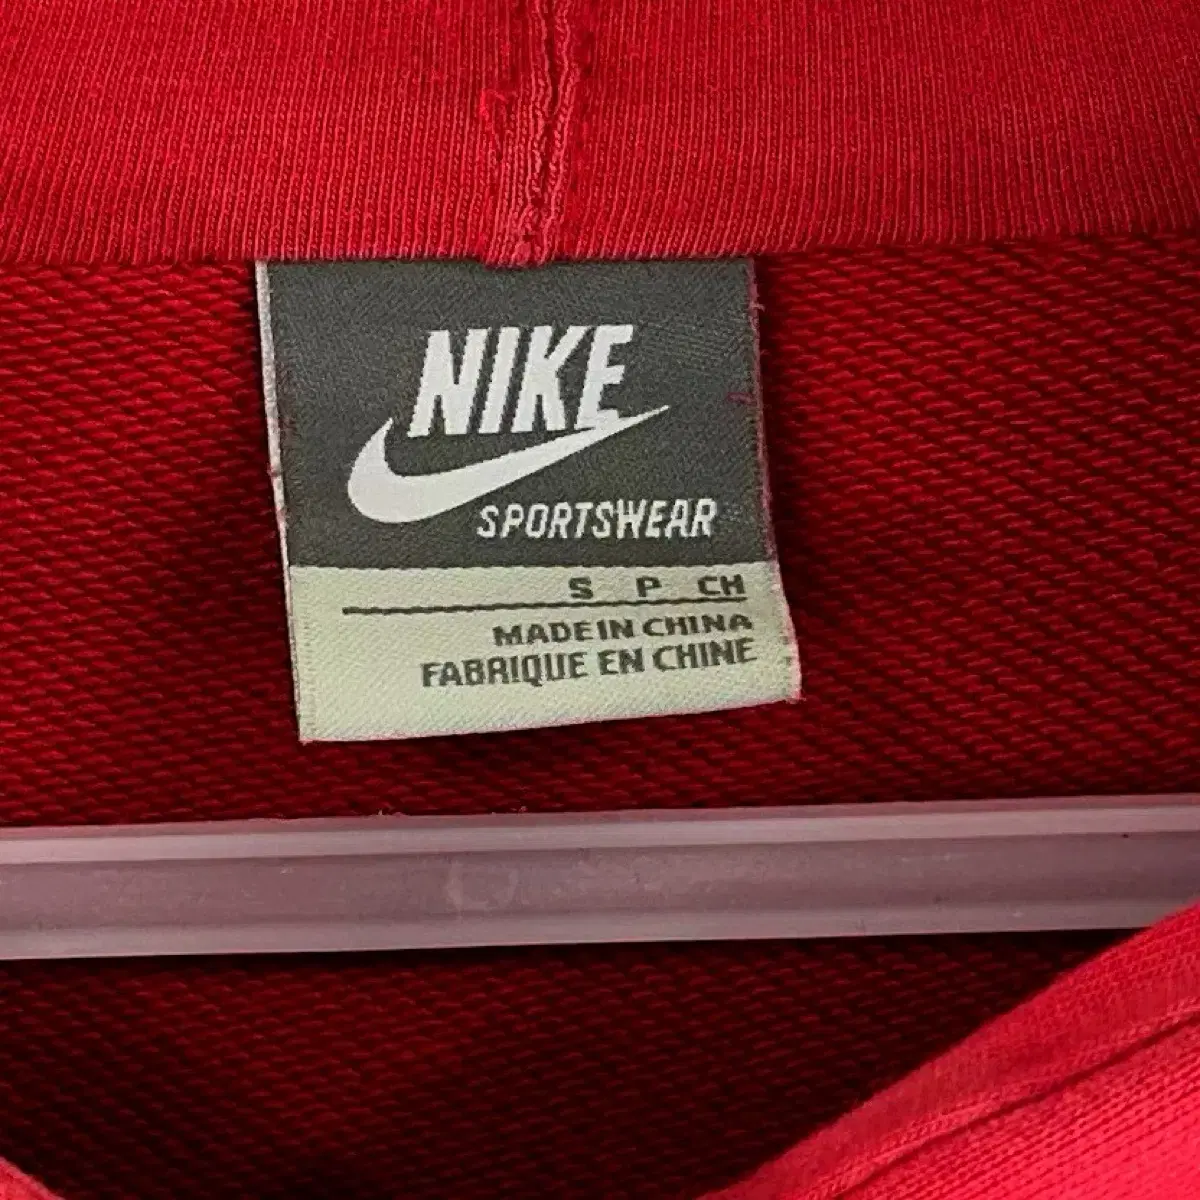 NIKE
SPORTSWEAR
S P CH
MADE IN CHINA
FABRIQUE EN CHINE